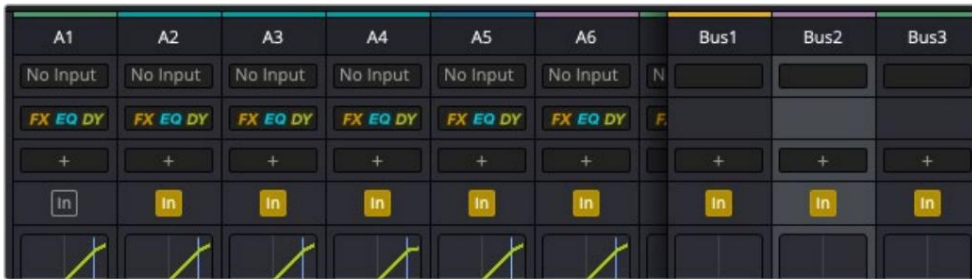 A1 A2 A3 A4 A5 A6 Bus1 Bus2 Bus3
No Input No Input No Input No Input No Input No Input N
FX EQ DY FX EQ DY FX EQ DY FX EQ DY FX EQ DY FX EQ DY F
+ + + + + + + + +
In In In In In In In In In